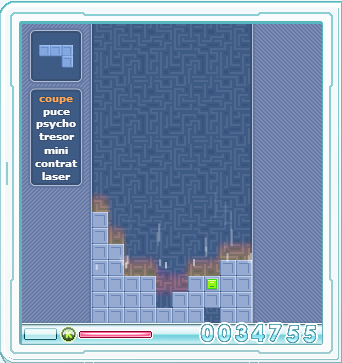 coupe
puce
psycho
tresor
mini
contrat
laser
0034755